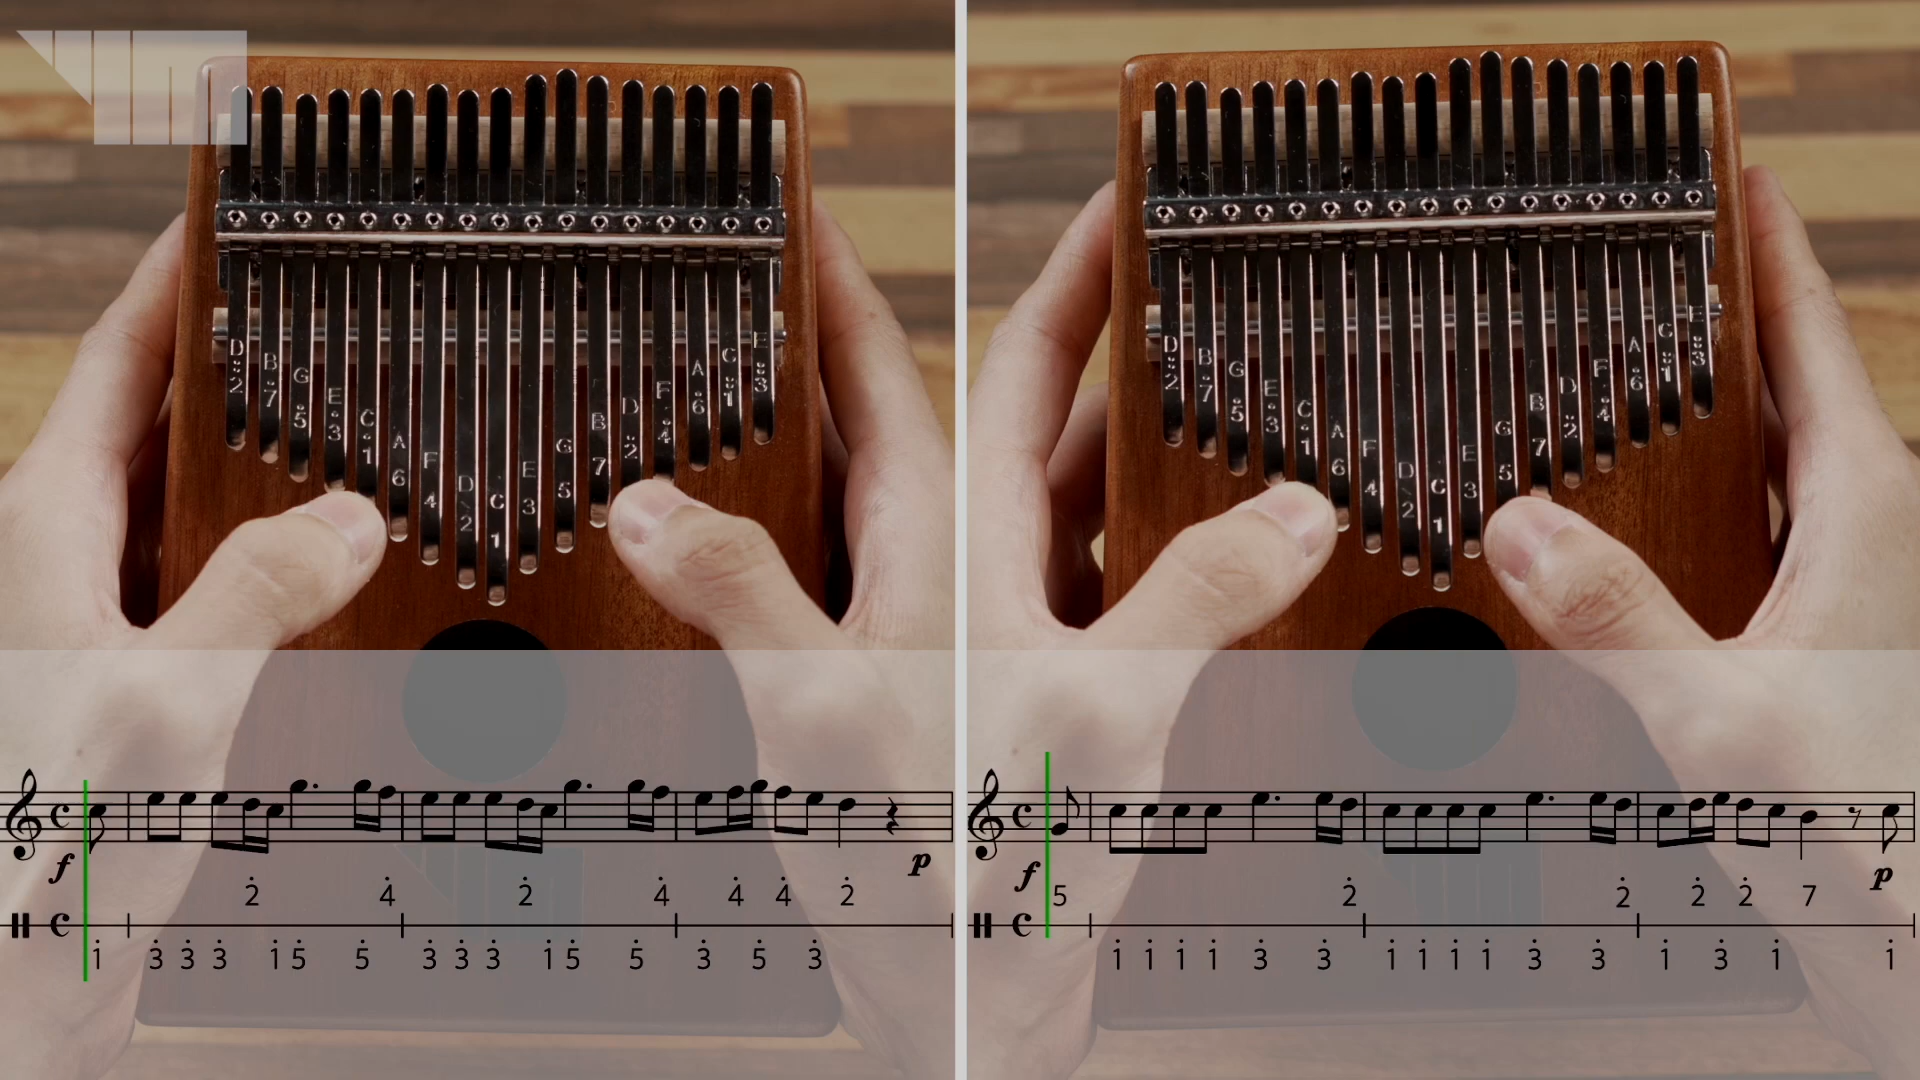 D B G E C A F D C E G B D F A C E
2 7 5 3 1 6 4 2 1 3 5 7 2 4 6 1 3
D B G E C A F D C E G B D F A C E
2 7 5 3 1 6 4 2 1 3 5 7 2 4 6 1 3
f p
2̇ 4̇ 2̇ 4̇ 4̇ 4̇ 2̇
1̇ 3̇ 3̇ 3̇ 1̇ 5̇ 5̇ 3̇ 3̇ 3̇ 1̇ 5̇ 5̇ 3̇ 5̇ 3̇
f p
5 2̇ 2̇ 2̇ 2̇ 7
1̇ 1̇ 1̇ 1̇ 3̇ 3̇ 1̇ 1̇ 1̇ 1̇ 3̇ 3̇ 1̇ 3̇ 1̇ 1̇